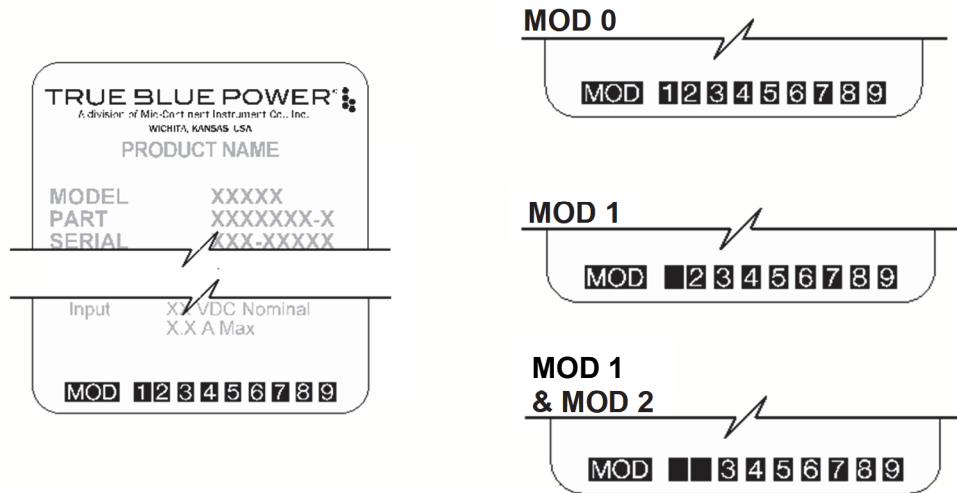 TRUE BLUE POWER®
A division of Mid-Continent Instrument Co., Inc.
WICHITA, KANSAS USA
PRODUCT NAME
MODEL XXXXX
PART XXXXXXX-X
SERIAL XXX-XXXXX
Input XX VDC Nominal
X.X A Max
MOD 1 2 3 4 5 6 7 8 9
MOD 0
MOD 1 2 3 4 5 6 7 8 9
MOD 1
MOD 2 3 4 5 6 7 8 9
MOD 1
& MOD 2
MOD 3 4 5 6 7 8 9